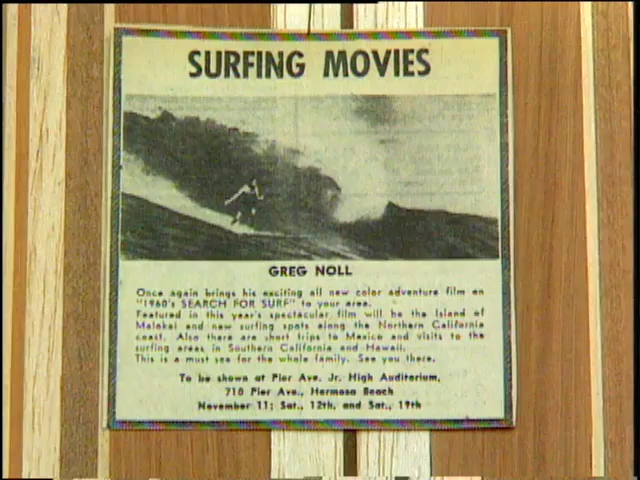 SURFING MOVIES
GREG NOLL
Once again brings his exciting all new color adventure film on
"1960's SEARCH FOR SURF" to your area.
Featured in this year's spectacular film will be the Island of
Molokai and new surfing spots along the Northern California
coast. Also there are short trips to Mexico and visits to the
surfing areas in Southern California and Hawaii.
This is a must see for the whole family. See you there.
To be shown at Pier Ave. Jr. High Auditorium,
710 Pier Ave., Hermosa Beach
November 11; Sat., 12th, and Sat., 19th